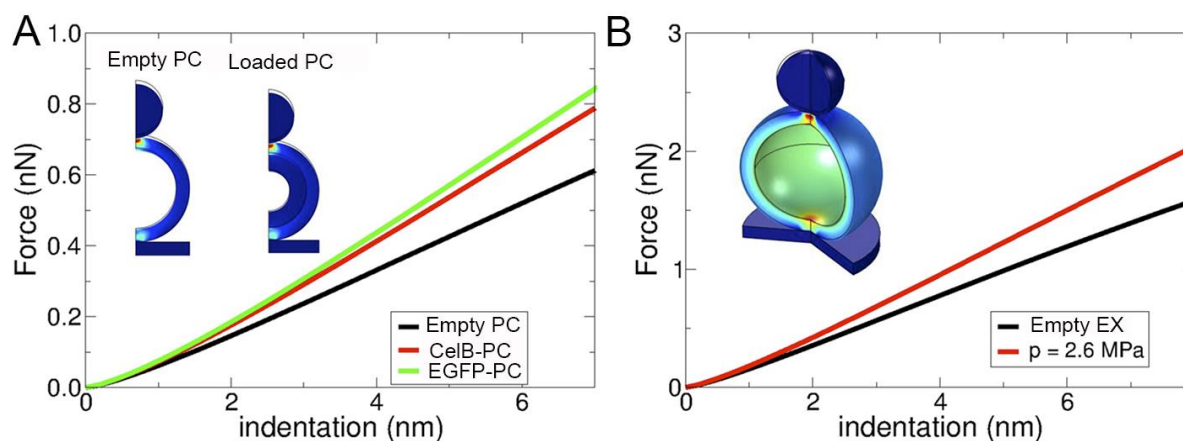 A
Empty PC
Loaded PC
1.0
0.8
0.6
0.4
0.2
0.0
Force (nN)
0
2
4
6
indentation (nm)
Empty PC
CelB-PC
EGFP-PC
B
3
2
1
0
Force (nN)
0
2
4
6
indentation (nm)
Empty EX
p = 2.6 MPa